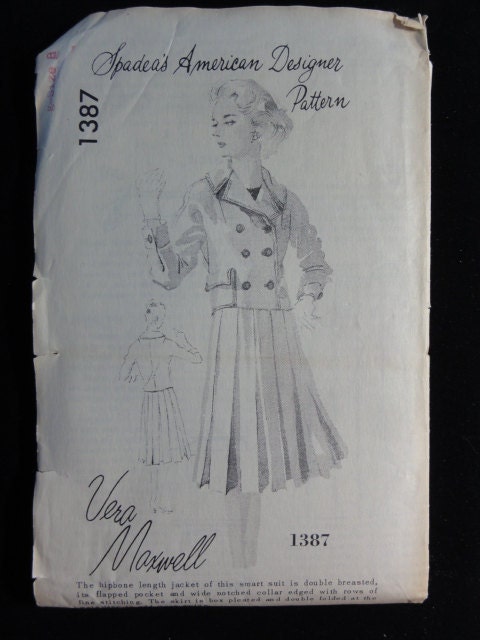 Spadea's American Designer
Pattern
1387
Vera
Maxwell
1387
The hipbone length jacket of this smart suit is double breasted,
its flapped pocket and wide notched collar edged with rows of
fine stitching. The skirt is box pleated and double folded at the